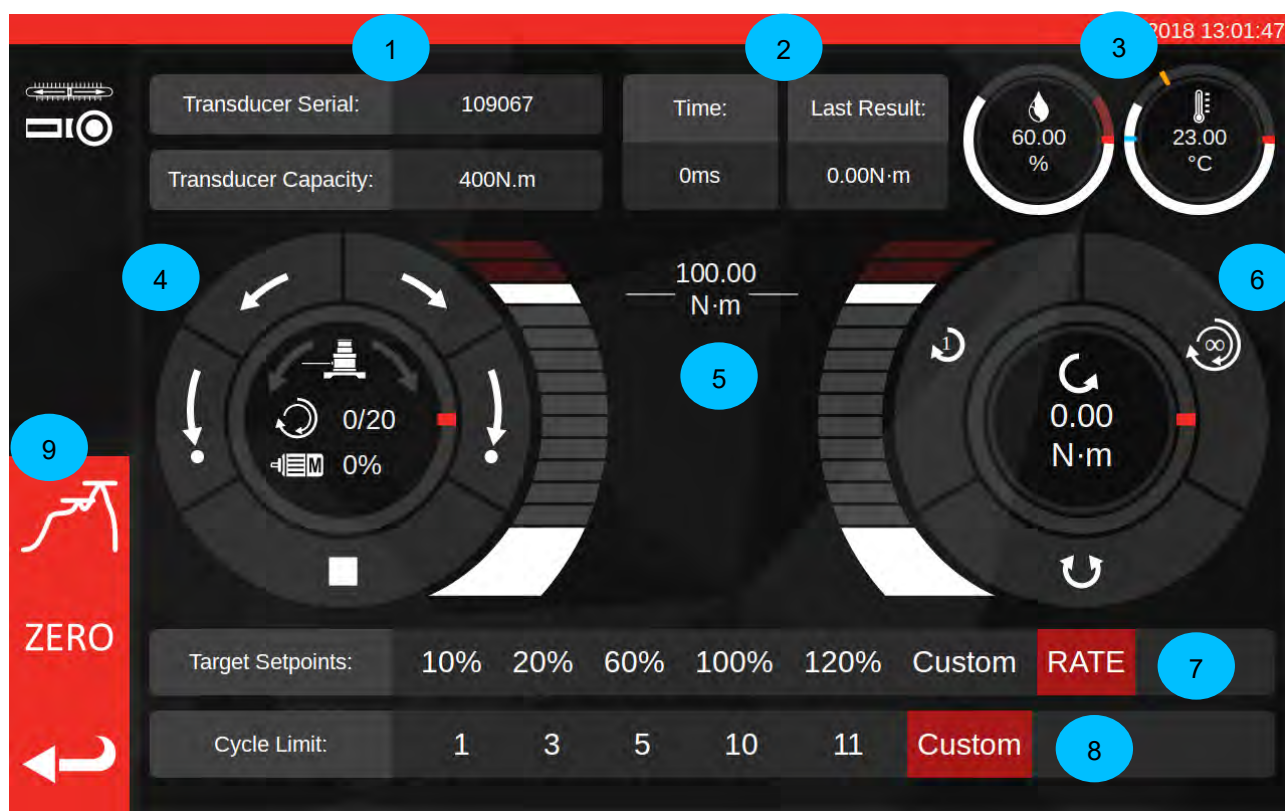 2018 13:01:47
1
2
3
Transducer Serial: 109067
Time: Last Result:
60.00
%
23.00
°C
Transducer Capacity: 400N.m
0ms 0.00N·m
4
100.00
N·m
6
1
∞
5
0/20
M 0%
0.00
N·m
9
ZERO
Target Setpoints: 10% 20% 60% 100% 120% Custom RATE 7
Cycle Limit: 1 3 5 10 11 Custom 8